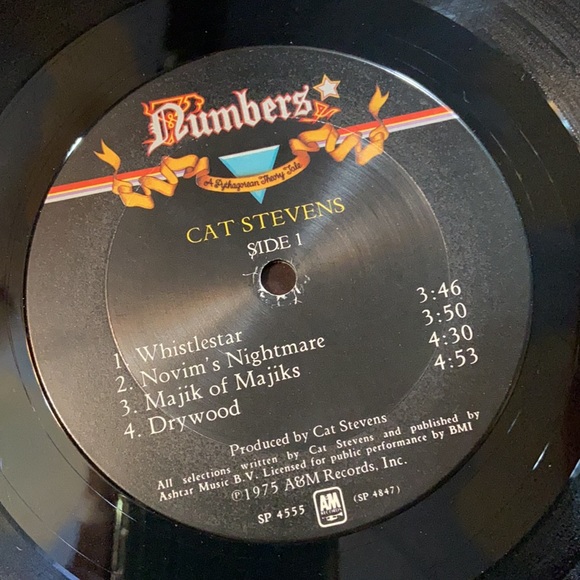 Numbers
A Pythagorean Theory Tale
CAT STEVENS
SIDE 1
1. Whistlestar 3:46
2. Novim's Nightmare 3:50
3. Majik of Majiks 4:30
4. Drywood 4:53
Produced by Cat Stevens
All selections written by Cat Stevens and published by
Ashtar Music B.V. Licensed for public performance by BMI
℗1975 A&M Records, Inc.
SP 4555 AM RECORDS (SP 4847)